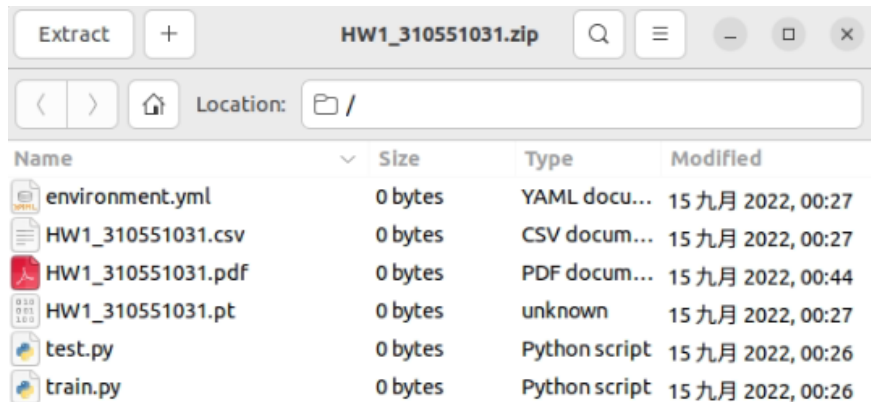 Extract + HW1_310551031.zip
Location: /
Name Size Type Modified
environment.yml 0 bytes YAML docu... 15 九月 2022, 00:27
HW1_310551031.csv 0 bytes CSV docum... 15 九月 2022, 00:27
HW1_310551031.pdf 0 bytes PDF docum... 15 九月 2022, 00:44
HW1_310551031.pt 0 bytes unknown 15 九月 2022, 00:27
test.py 0 bytes Python script 15 九月 2022, 00:26
train.py 0 bytes Python script 15 九月 2022, 00:26